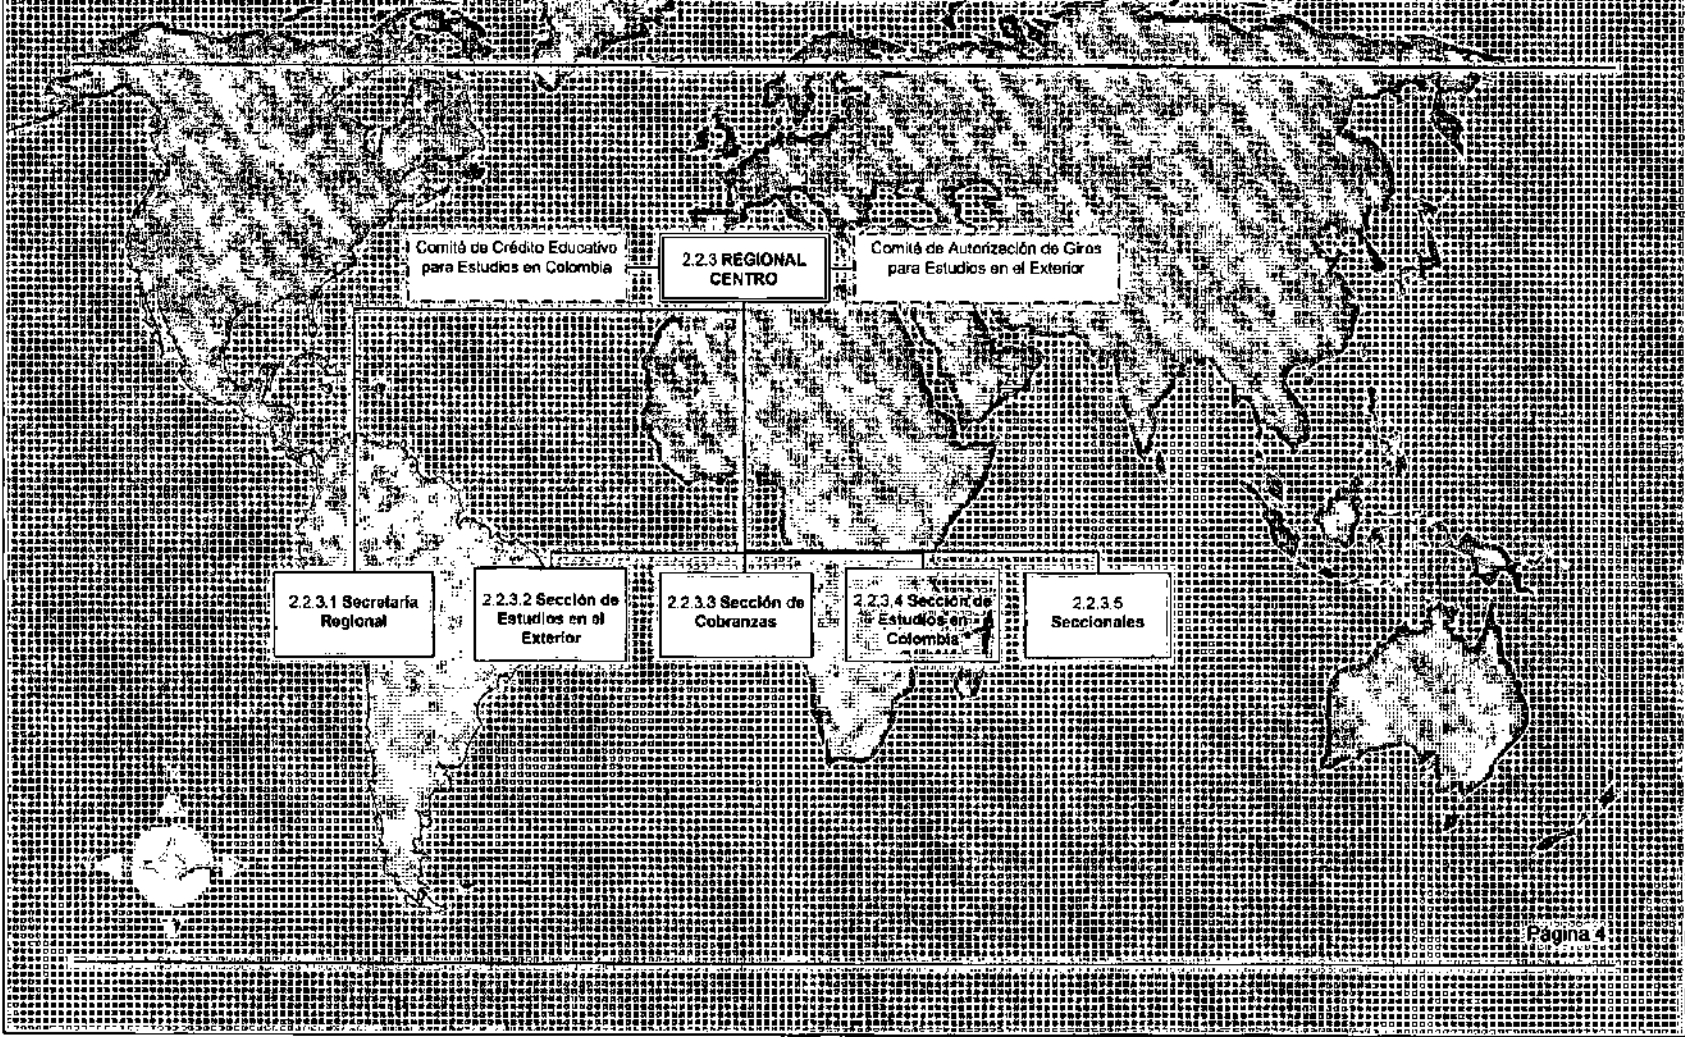 Comité de Crédito Educativo
para Estudios en Colombia
2.2.3 REGIONAL
CENTRO
Comité de Autorización de Giros
para Estudios en el Exterior
2.2.3.1 Secretaría
Regional
2.2.3.2 Sección de
Estudios en el
Exterior
2.2.3.3 Sección de
Cobranzas
2.2.3.4 Sección de
Estudios en
Colombia
2.2.3.5
Seccionales
Página 4